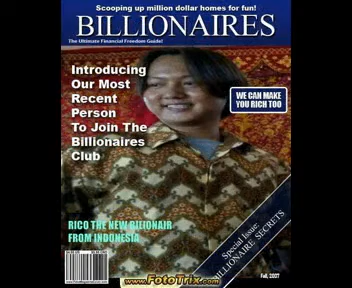 Scooping up million dollar homes for fun!
BILLIONAIRES
The Ultimate Financial Freedom Guide!
Introducing
Our Most
Recent
Person
To Join The
Billionaires
Club
WE CAN MAKE
YOU RICH TOO
RICO THE NEW BILIONAIR
FROM INDONESIA
Special Issue:
BILLIONAIRE SECRETS
Fall, 2007
www.FotoTrix.com